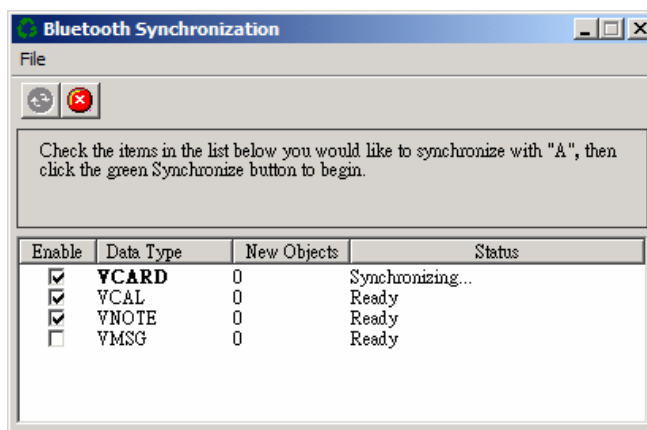 Bluetooth Synchronization
File
Check the items in the list below you would like to synchronize with "A", then
click the green Synchronize button to begin.
Enable Data Type New Objects Status
VCARD 0 Synchronizing...
VCAL 0 Ready
VNOTE 0 Ready
VMSG 0 Ready